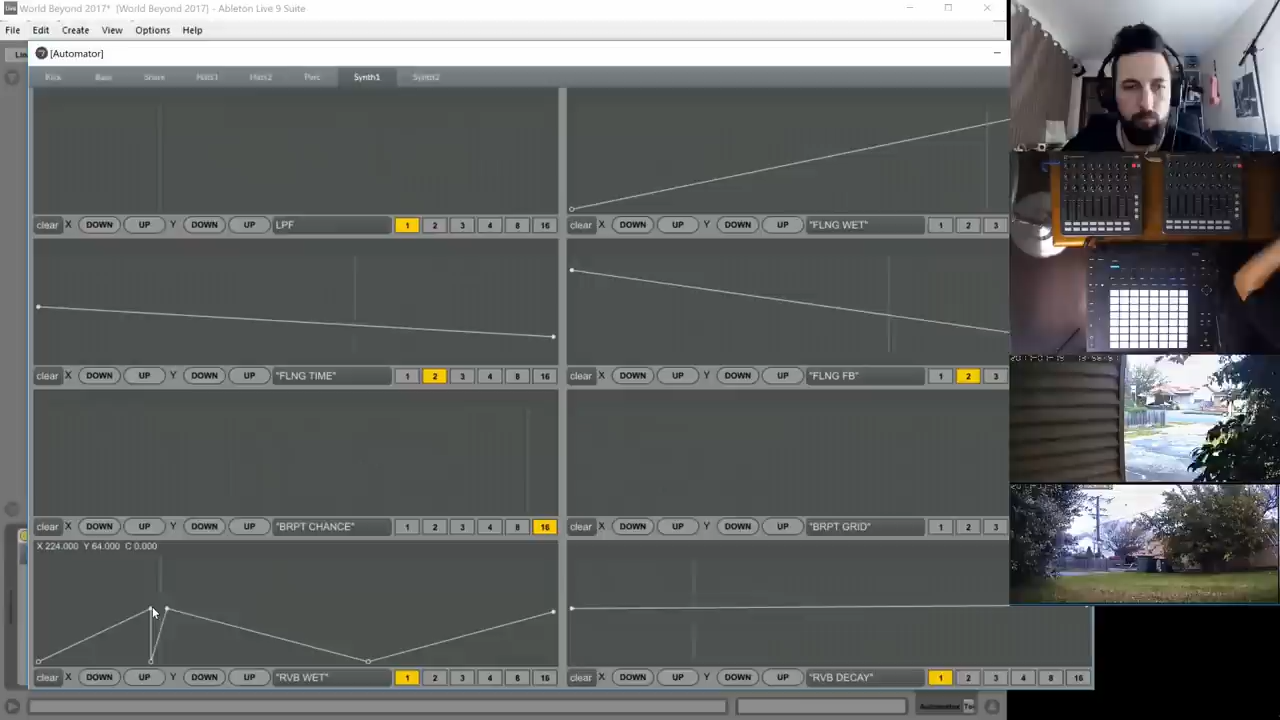 World Beyond 2017* [World Beyond 2017] - Ableton Live 9 Suite
File Edit Create View Options Help
[Automator]
Kick Bass Snare Hats1 Hats2 Perc Synth1 Synth2
clear X DOWN UP Y DOWN UP LPF 1 2 3 4 8 16 clear X DOWN UP Y DOWN UP "FLNG WET" 1 2 3
clear X DOWN UP Y DOWN UP "FLNG TIME" 1 2 3 4 8 16 clear X DOWN UP Y DOWN UP "FLNG FB" 1 2 3
clear X DOWN UP Y DOWN UP "BRPT CHANCE" 1 2 3 4 8 16 clear X DOWN UP Y DOWN UP "BRPT GRID" 1 2 3
X 224.000 Y 64.000 C 0.000
clear X DOWN UP Y DOWN UP "RVB WET" 1 2 3 4 8 16 clear X DOWN UP Y DOWN UP "RVB DECAY" 1 2 3 4 8 16